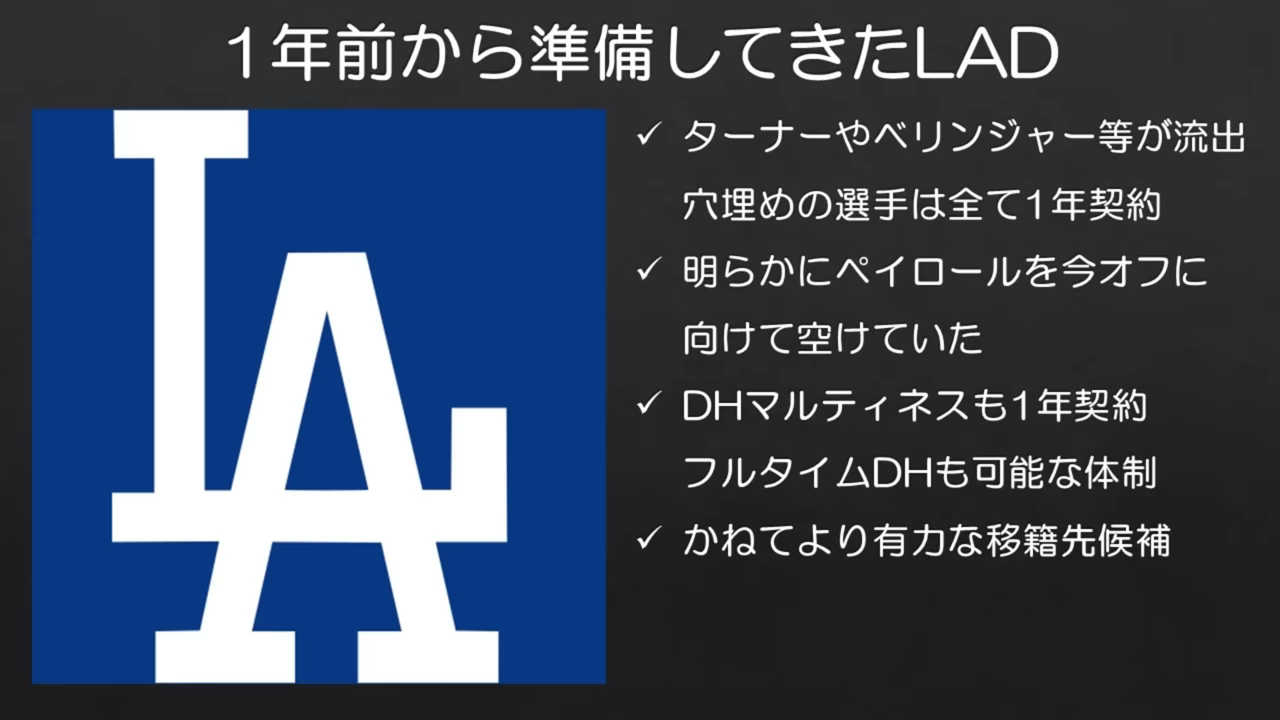 1年前から準備してきたLAD
LA
✓ ターナーやベリンジャー等が流出
穴埋めの選手は全て1年契約
✓ 明らかにペイロールを今オフに
向けて空けていた
✓ DHマルティネスも1年契約
フルタイムDHも可能な体制
✓ かねてより有力な移籍先候補